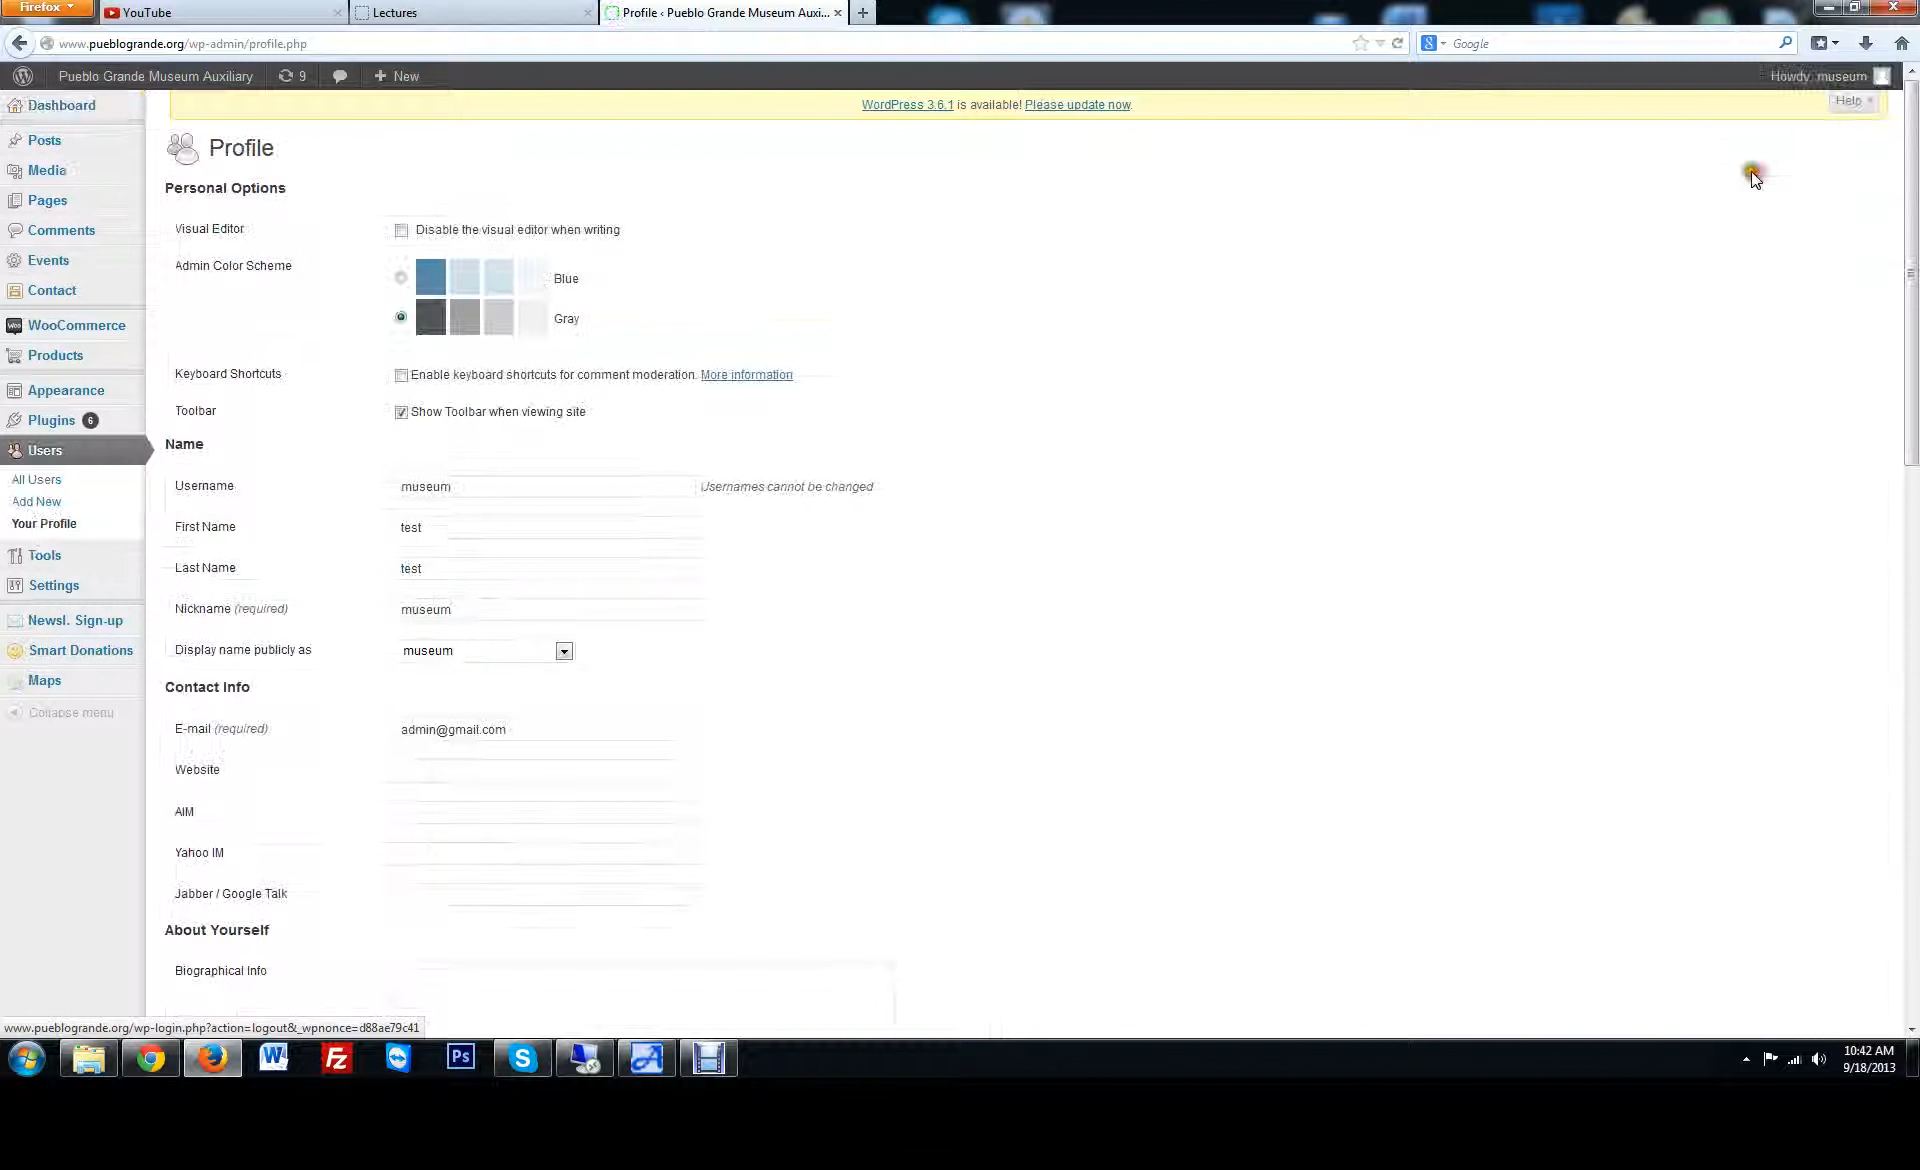 Firefox
YouTube
Lectures
Profile ‹ Pueblo Grande Museum Auxi...
www.pueblogrande.org/wp-admin/profile.php
Google
Pueblo Grande Museum Auxiliary
9
New
Howdy, museum
Dashboard
Posts
Media
Pages
Comments
Events
Contact
WooCommerce
Products
Appearance
Plugins 6
Users
All Users
Add New
Your Profile
Tools
Settings
Newsl. Sign-up
Smart Donations
Maps
Collapse menu
WordPress 3.6.1 is available! Please update now.
Help
Profile
Personal Options
Visual Editor
Disable the visual editor when writing
Admin Color Scheme
Blue
Gray
Keyboard Shortcuts
Enable keyboard shortcuts for comment moderation. More information
Toolbar
Show Toolbar when viewing site
Name
Username
museum
Usernames cannot be changed
First Name
test
Last Name
test
Nickname (required)
museum
Display name publicly as
museum
Contact Info
E-mail (required)
admin@gmail.com
Website
AIM
Yahoo IM
Jabber / Google Talk
About Yourself
Biographical Info
www.pueblogrande.org/wp-login.php?action=logout&_wpnonce=d88ae79c41
W
Fz
Ps
S
10:42 AM
9/18/2013